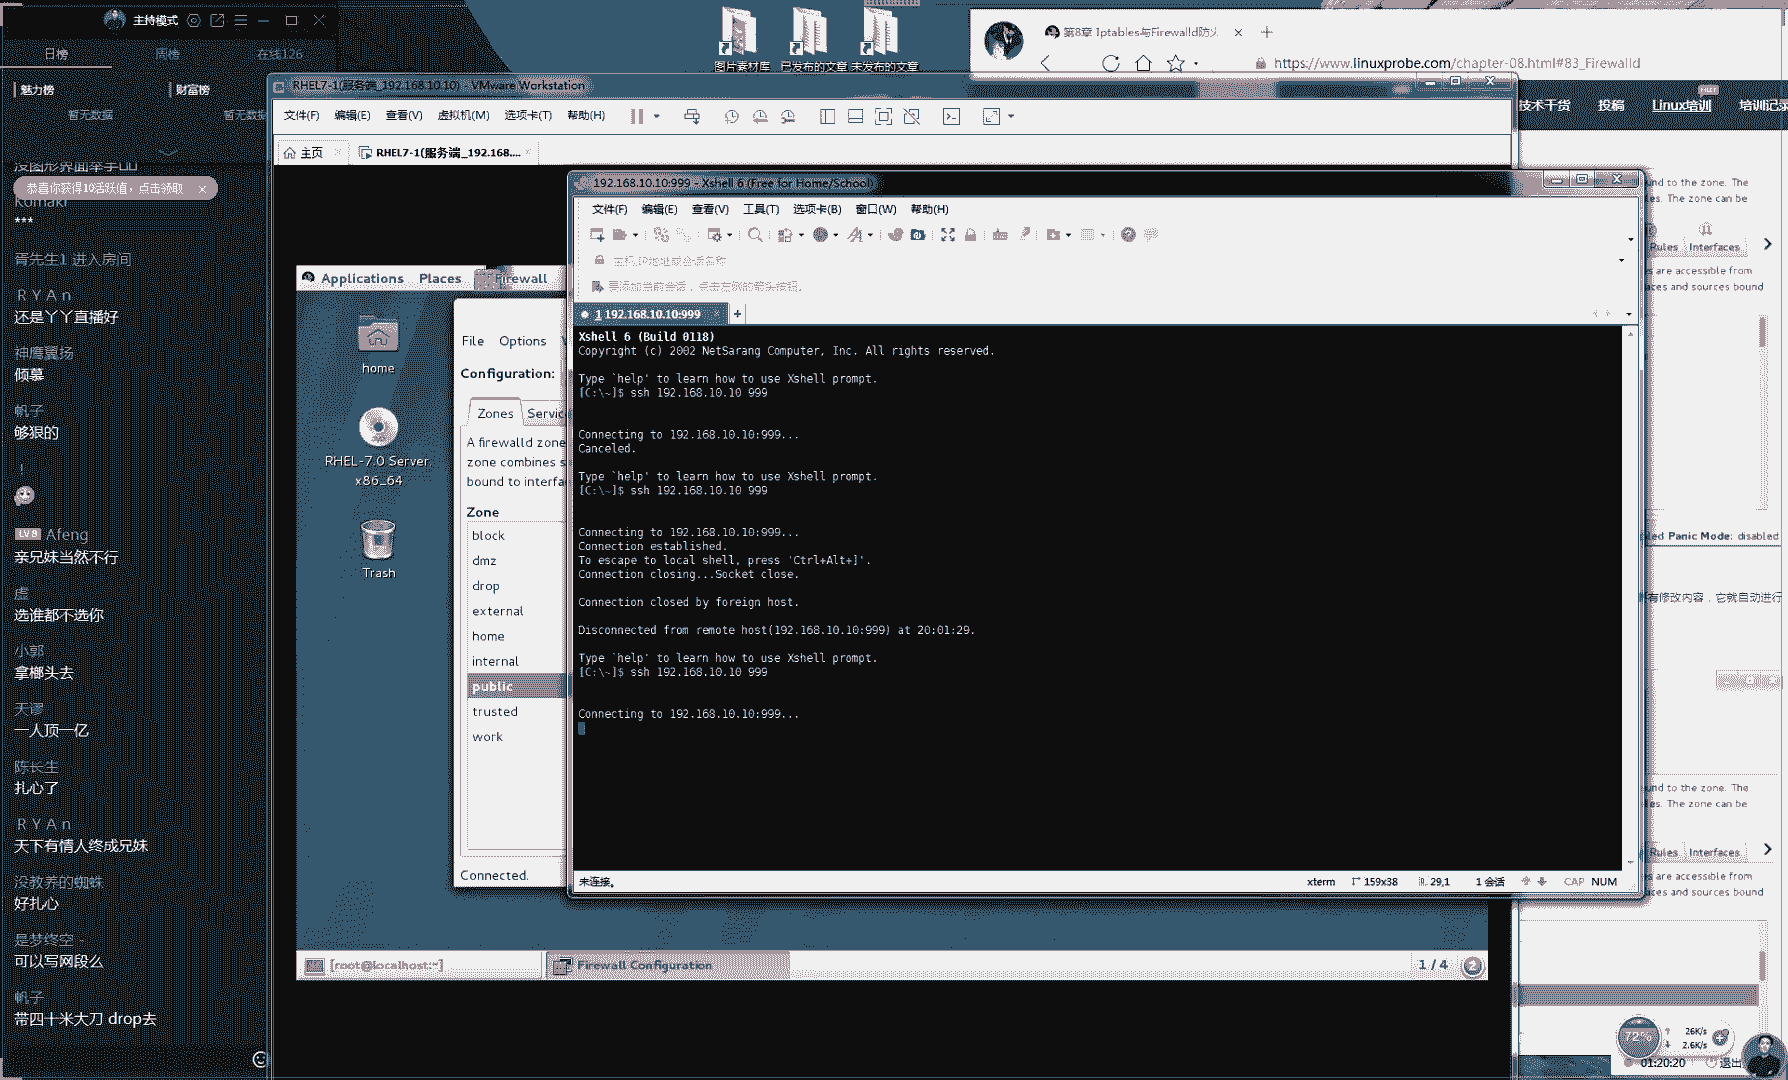 主持模式
日榜
周榜
在线126
魅力榜
财富榜
暂无数据
暂无数据
恭喜你获得10活跃值，点击领取
Komaki
***
胥先生1 进入房间
R Y A n
还是丫丫直播好
神鹰翼扬
倾慕
帆子
够狠的
!
LV 9 Afeng
亲兄妹当然不行
虚
选谁都不选你
小郭
拿榔头去
天谬
一人顶一亿
陈长生
扎心了
R Y A n
天下有情人终成兄妹
没教养的蜘蛛
好扎心
是梦终空 -
可以写网段么
帆子
带四十米大刀 drop去
图片素材库
已发布的文章
未发布的文章
第8章 Iptables与Firewalld防火
https://www.linuxprobe.com/chapter-08.html#83_Firewalld
技术干货
投稿
Linux培训
培训记录
RHEL7-1(服务端_192.168.10.10) - VMware Workstation
文件(F) 编辑(E) 查看(V) 虚拟机(M) 选项卡(T) 帮助(H)
主页
RHEL7-1(服务端_192.168....
Applications Places Firewall
home
RHEL-7.0 Server.
x86_64
Trash
File Options
Configuration:
Zones Servic
A firewalld zone
zone combines s
bound to interfa
Zone
block
dmz
drop
external
home
internal
public
trusted
work
Connected.
[root@localhost:~]
Firewall Configuration
1 / 4
2
192.168.10.10:999 - Xshell 6 (Free for Home/School)
文件(F) 编辑(E) 查看(V) 工具(T) 选项卡(B) 窗口(W) 帮助(H)
主机,IP地址或会话名称
要添加当前会话，点击左侧的箭头按钮。
1 192.168.10.10:999
Xshell 6 (Build 0118)
Copyright (c) 2002 NetSarang Computer, Inc. All rights reserved.
Type `help' to learn how to use Xshell prompt.
[C:\~]$ ssh 192.168.10.10 999
Connecting to 192.168.10.10:999...
Canceled.
Type `help' to learn how to use Xshell prompt.
[C:\~]$ ssh 192.168.10.10 999
Connecting to 192.168.10.10:999...
Connection established.
To escape to local shell, press 'Ctrl+Alt+]'.
Connection closing...Socket close.
Connection closed by foreign host.
Disconnected from remote host(192.168.10.10:999) at 20:01:29.
Type `help' to learn how to use Xshell prompt.
[C:\~]$ ssh 192.168.10.10 999
Connecting to 192.168.10.10:999...
未连接。
xterm
159x38
29,1
1 会话
CAP NUM
und to the zone. The
es. The zone can be
Rules Interfaces
s are accessible from
aces and sources bound
led Panic Mode: disabled
有修改内容，它就自动进行
und to the zone. The
es. The zone can be
Rules Interfaces
s are accessible from
aces and sources bound
72%
26K/s
2.6K/s
01:20:20
退出